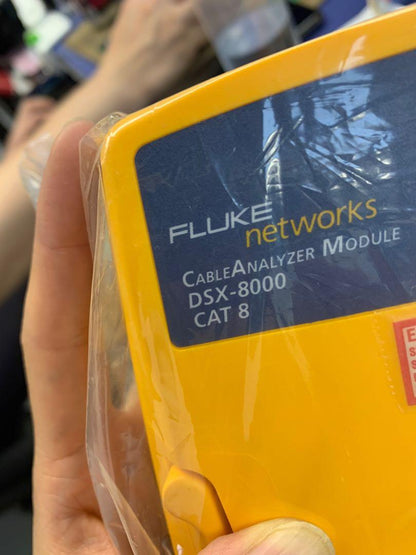 FLUKE
networks
CABLEANALYZER MODULE
DSX-8000
CAT 8